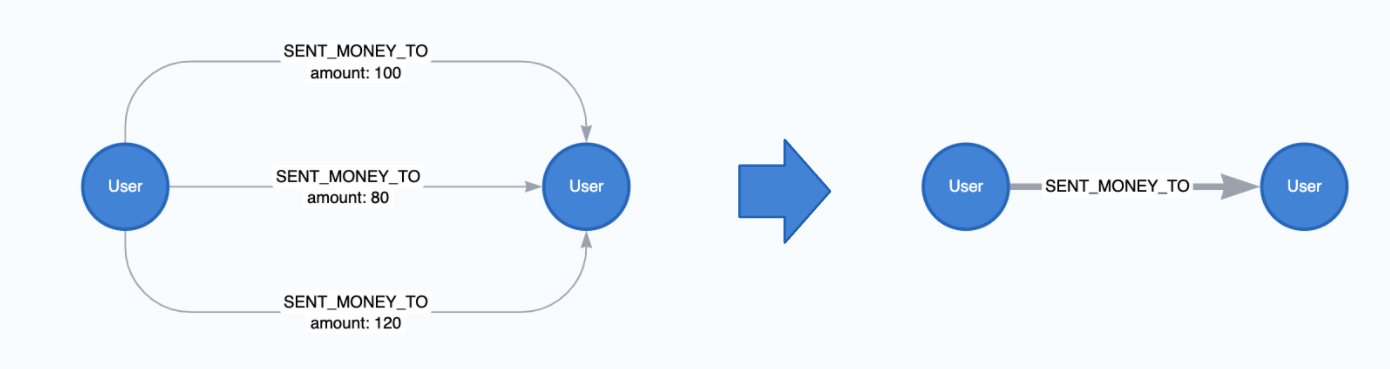 SENT_MONEY_TO
amount: 100
User
SENT_MONEY_TO
amount: 80
User
SENT_MONEY_TO
amount: 120
User
SENT_MONEY_TO
User